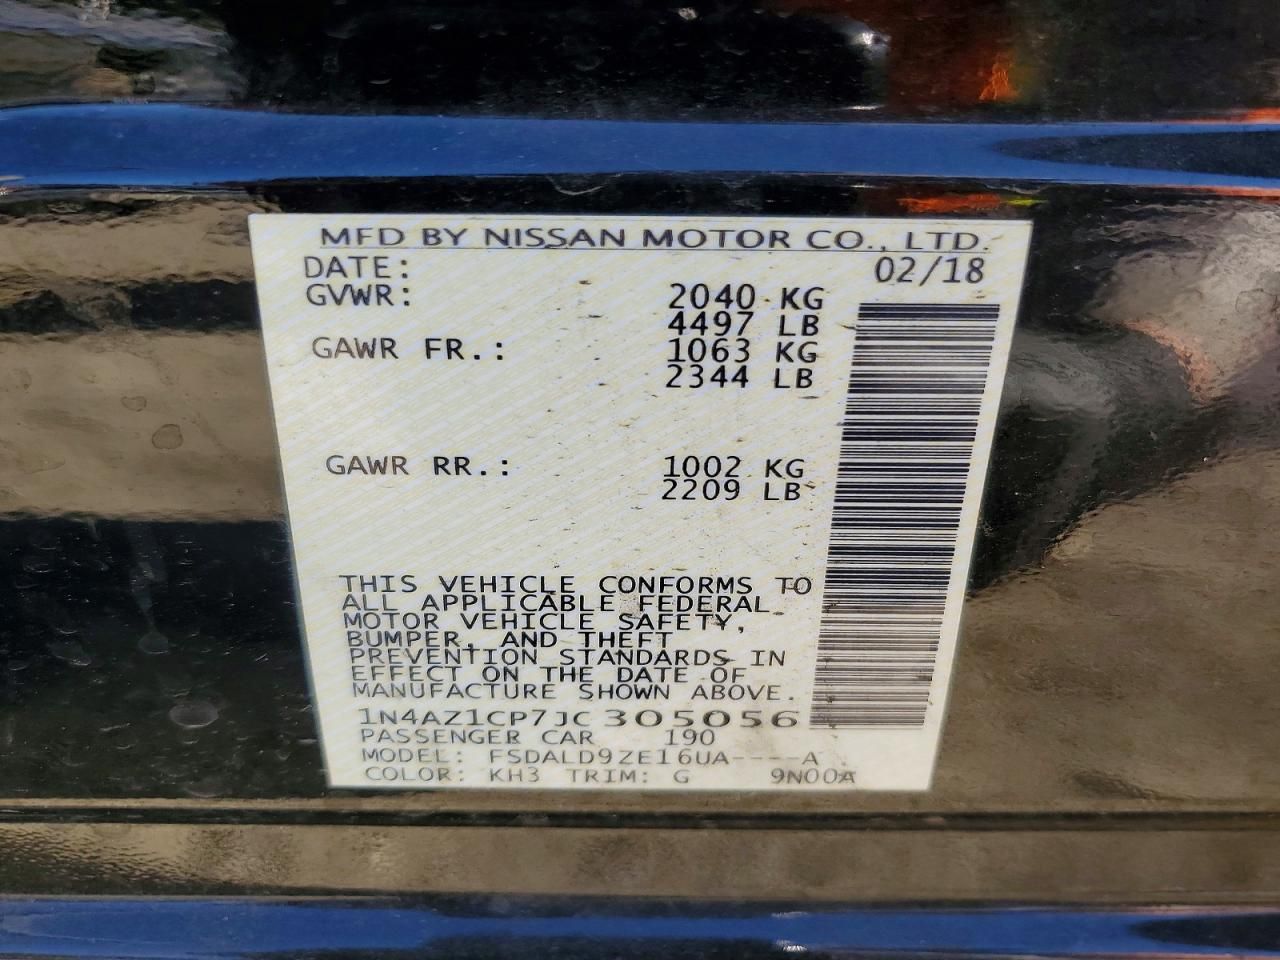 MFD BY NISSAN MOTOR CO., LTD.
DATE: 02/18
GVWR: 2040 KG
4497 LB
GAWR FR.: 1063 KG
2344 LB
GAWR RR.: 1002 KG
2209 LB
THIS VEHICLE CONFORMS TO
ALL APPLICABLE FEDERAL
MOTOR VEHICLE SAFETY,
BUMPER, AND THEFT
PREVENTION STANDARDS IN
EFFECT ON THE DATE OF
MANUFACTURE SHOWN ABOVE.
1N4AZ1CP7JC305056
PASSENGER CAR 190
MODEL: FSDALD9ZE16UA----A
COLOR: KH3 TRIM: G 9N00A